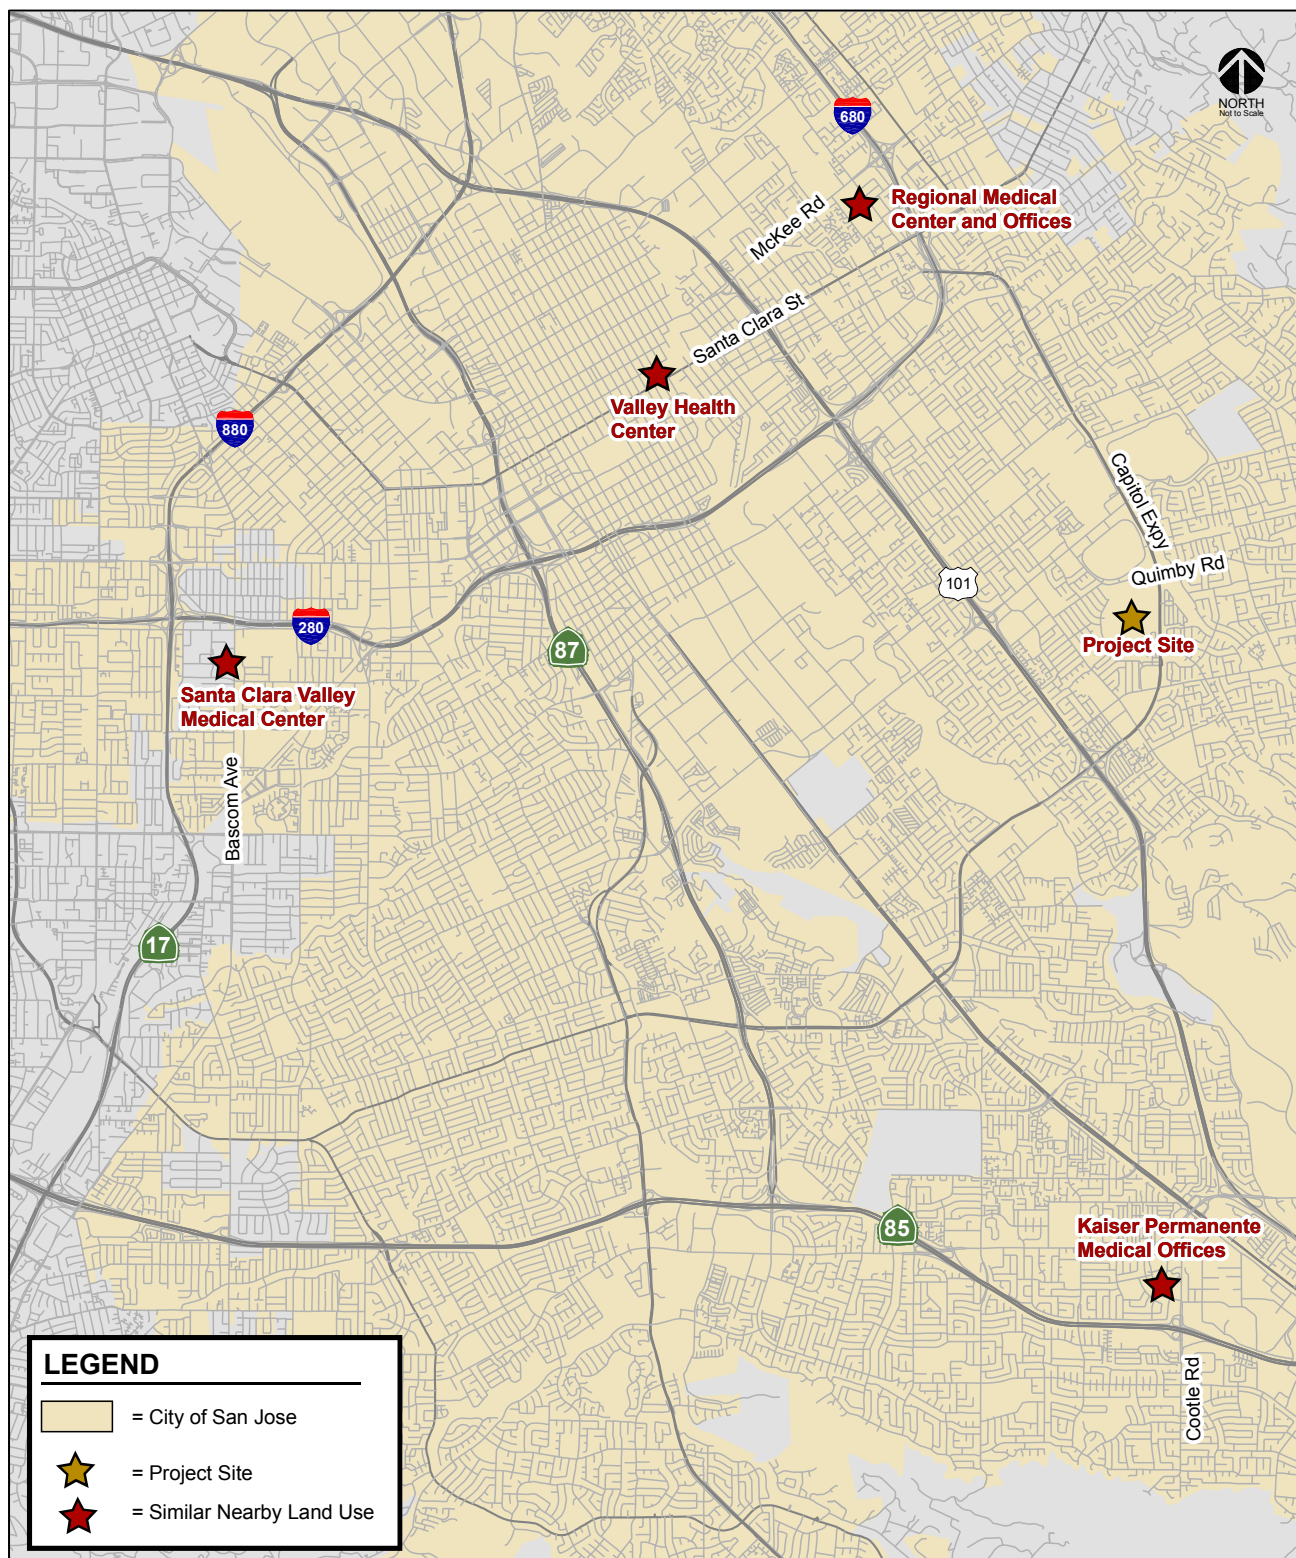 NORTH
Not to Scale
680
McKee Rd
Regional Medical
Center and Offices
Santa Clara St
Valley Health
Center
880
Capitol Expy
Quimby Rd
101
280
87
Project Site
Santa Clara Valley
Medical Center
Bascom Ave
17
85
Kaiser Permanente
Medical Offices
Cootle Rd
LEGEND
= City of San Jose
= Project Site
= Similar Nearby Land Use